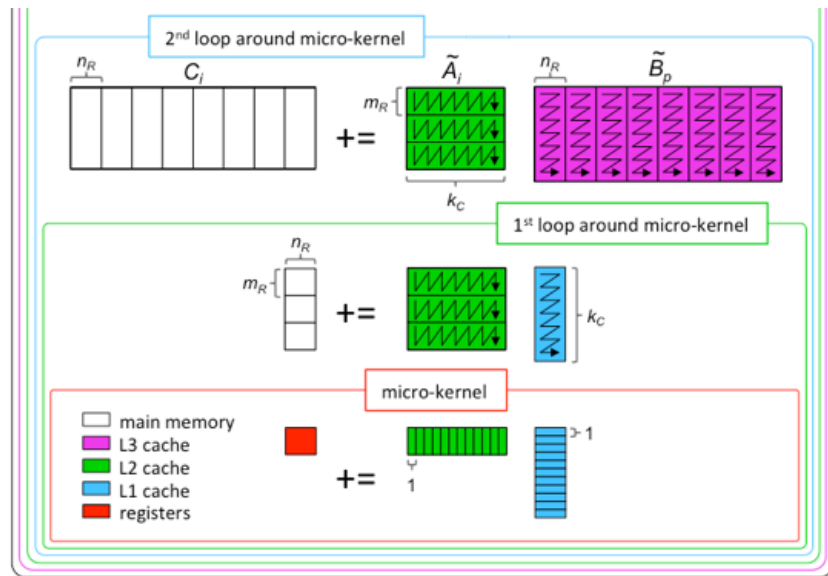 2nd loop around micro-kernel
nR Ci Ãi nR B̃p
mR
+=
kC
1st loop around micro-kernel
nR
mR
+= kC
micro-kernel
main memory
L3 cache
L2 cache
L1 cache
registers
+=
1
1